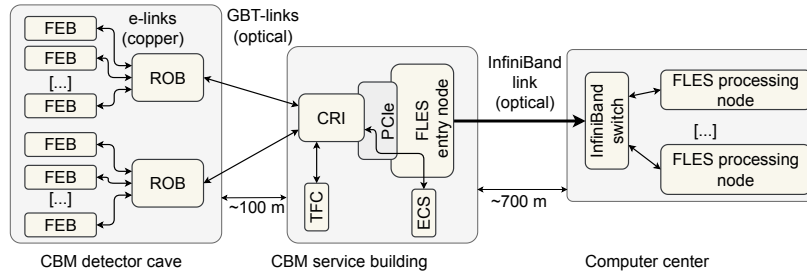 e-links
(copper)
GBT-links
(optical)
FEB
FEB
[...]
FEB
ROB
FEB
FEB
[...]
FEB
ROB
~100 m
CBM detector cave
CRI
PCIe
FLES
entry node
TFC
ECS
CBM service building
InfiniBand
link
(optical)
~700 m
InfiniBand
switch
FLES processing
node
[...]
FLES processing
node
Computer center